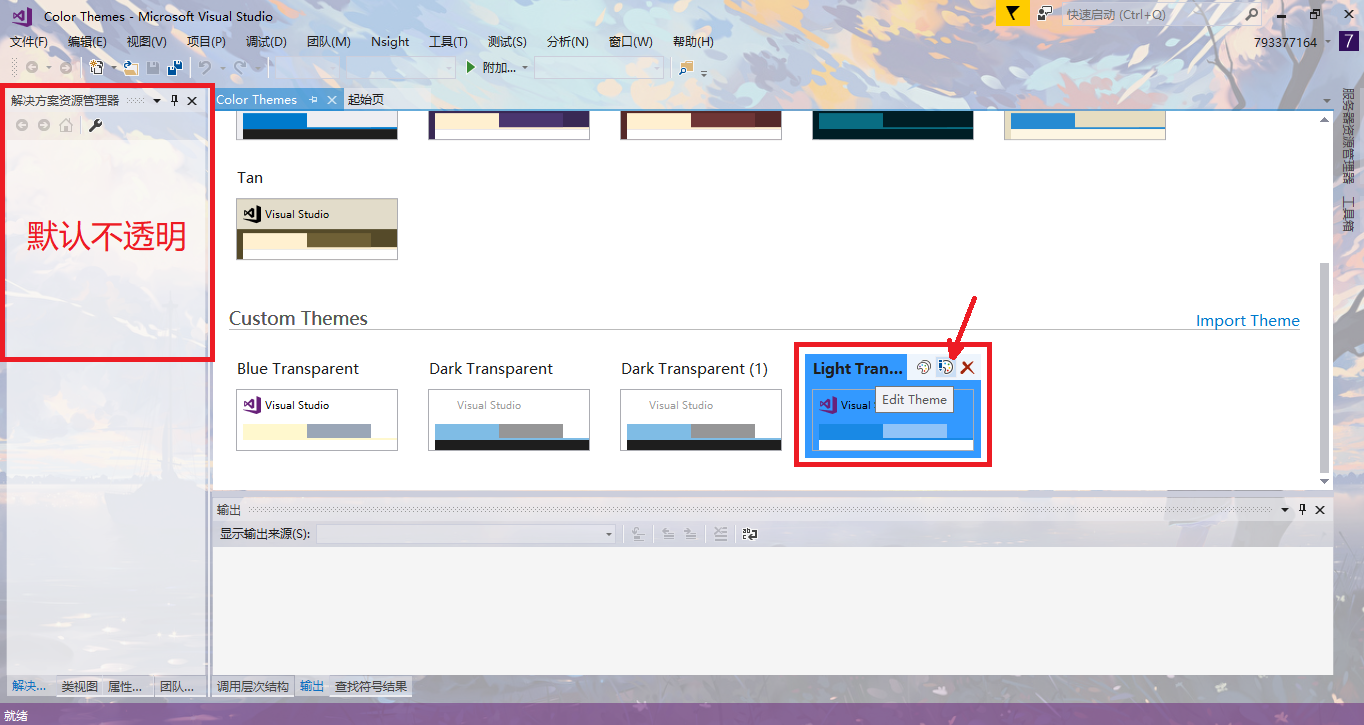 Color Themes - Microsoft Visual Studio
快速启动 (Ctrl+Q)
文件(F) 编辑(E) 视图(V) 项目(P) 调试(D) 团队(M) Nsight 工具(T) 测试(S) 分析(N) 窗口(W) 帮助(H)
793377164 7
附加...
解决方案资源管理器
Color Themes 起始页
服务器资源管理器
工具箱
默认不透明
Tan
Visual Studio
Custom Themes
Import Theme
Blue Transparent Dark Transparent Dark Transparent (1) Light Tran...
Edit Theme
Visual Studio Visual Studio Visual Studio Visual
输出
显示输出来源(S):
解决... 类视图 属性... 团队...
调用层次结构 输出 查找符号结果
就绪